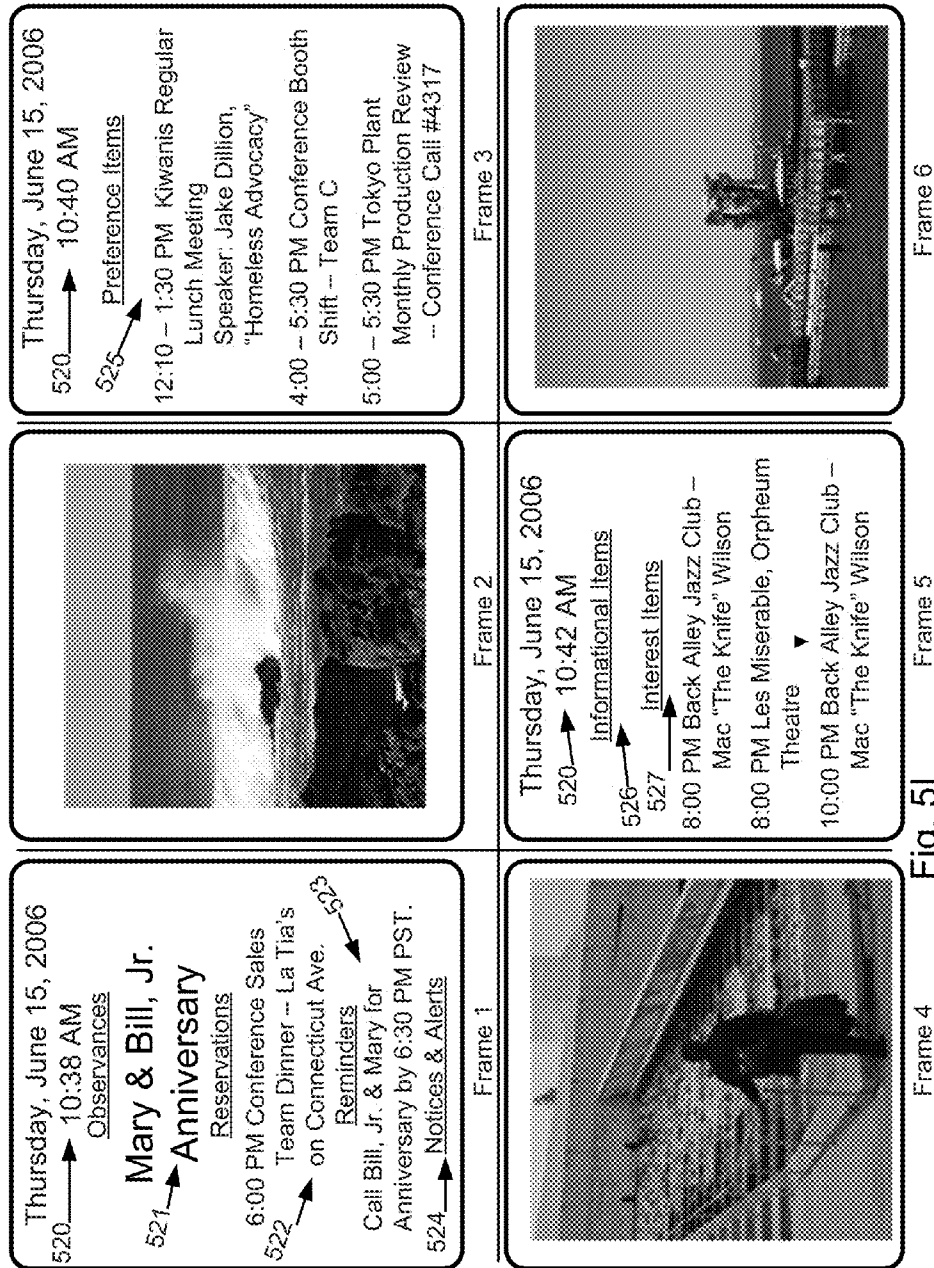 Thursday, June 15, 2006
520 10:38 AM
Observances
Mary & Bill, Jr.
521 Anniversary
Reservations
6:00 PM Conference Sales
Team Dinner – La Tia's
522 on Connecticut Ave.
523
Reminders
Call Bill, Jr. & Mary for
Anniversary by 6:30 PM PST.
524 Notices & Alerts
Frame 1
Frame 2
Thursday, June 15, 2006
520 10:40 AM
Preference Items
525
12:10 – 1:30 PM Kiwanis Regular
Lunch Meeting
Speaker: Jake Dillion,
"Homeless Advocacy"
4:00 – 5:30 PM Conference Booth
Shift – Team C
5:00 – 5:30 PM Tokyo Plant
Monthly Production Review
-- Conference Call #4317
Frame 3
Frame 4
Thursday, June 15, 2006
520 10:42 AM
Informational Items
526
527 Interest Items
8:00 PM Back Alley Jazz Club –
Mac "The Knife" Wilson
8:00 PM Les Miserable, Orpheum
Theatre
10:00 PM Back Alley Jazz Club –
Mac "The Knife" Wilson
Frame 5
Frame 6